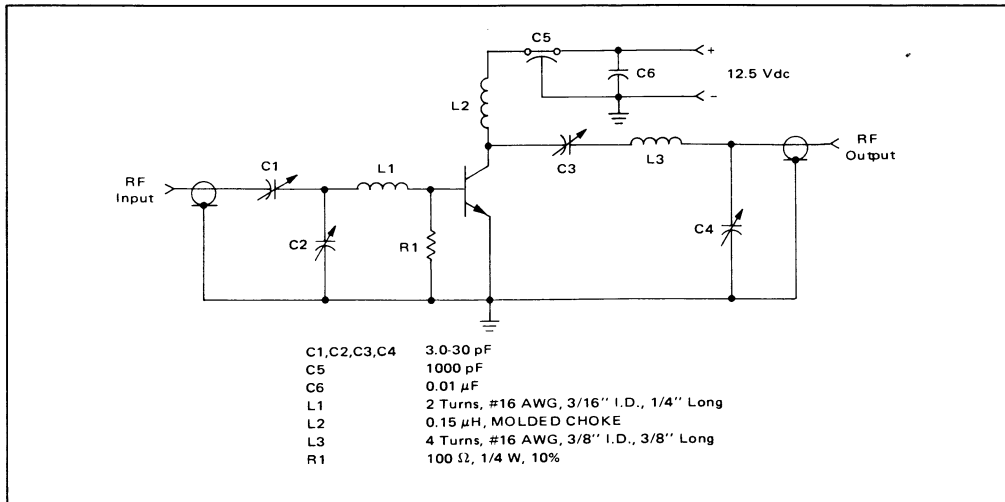 C5
+
C6
12.5 Vdc
L2
−
RF
Output
C3
L3
C1
L1
RF
Input
C2
R1
C4
C1,C2,C3,C4 3.0-30 pF
C5 1000 pF
C6 0.01 μF
L1 2 Turns, #16 AWG, 3/16'' I.D., 1/4'' Long
L2 0.15 μH, MOLDED CHOKE
L3 4 Turns, #16 AWG, 3/8'' I.D., 3/8'' Long
R1 100 Ω, 1/4 W, 10%